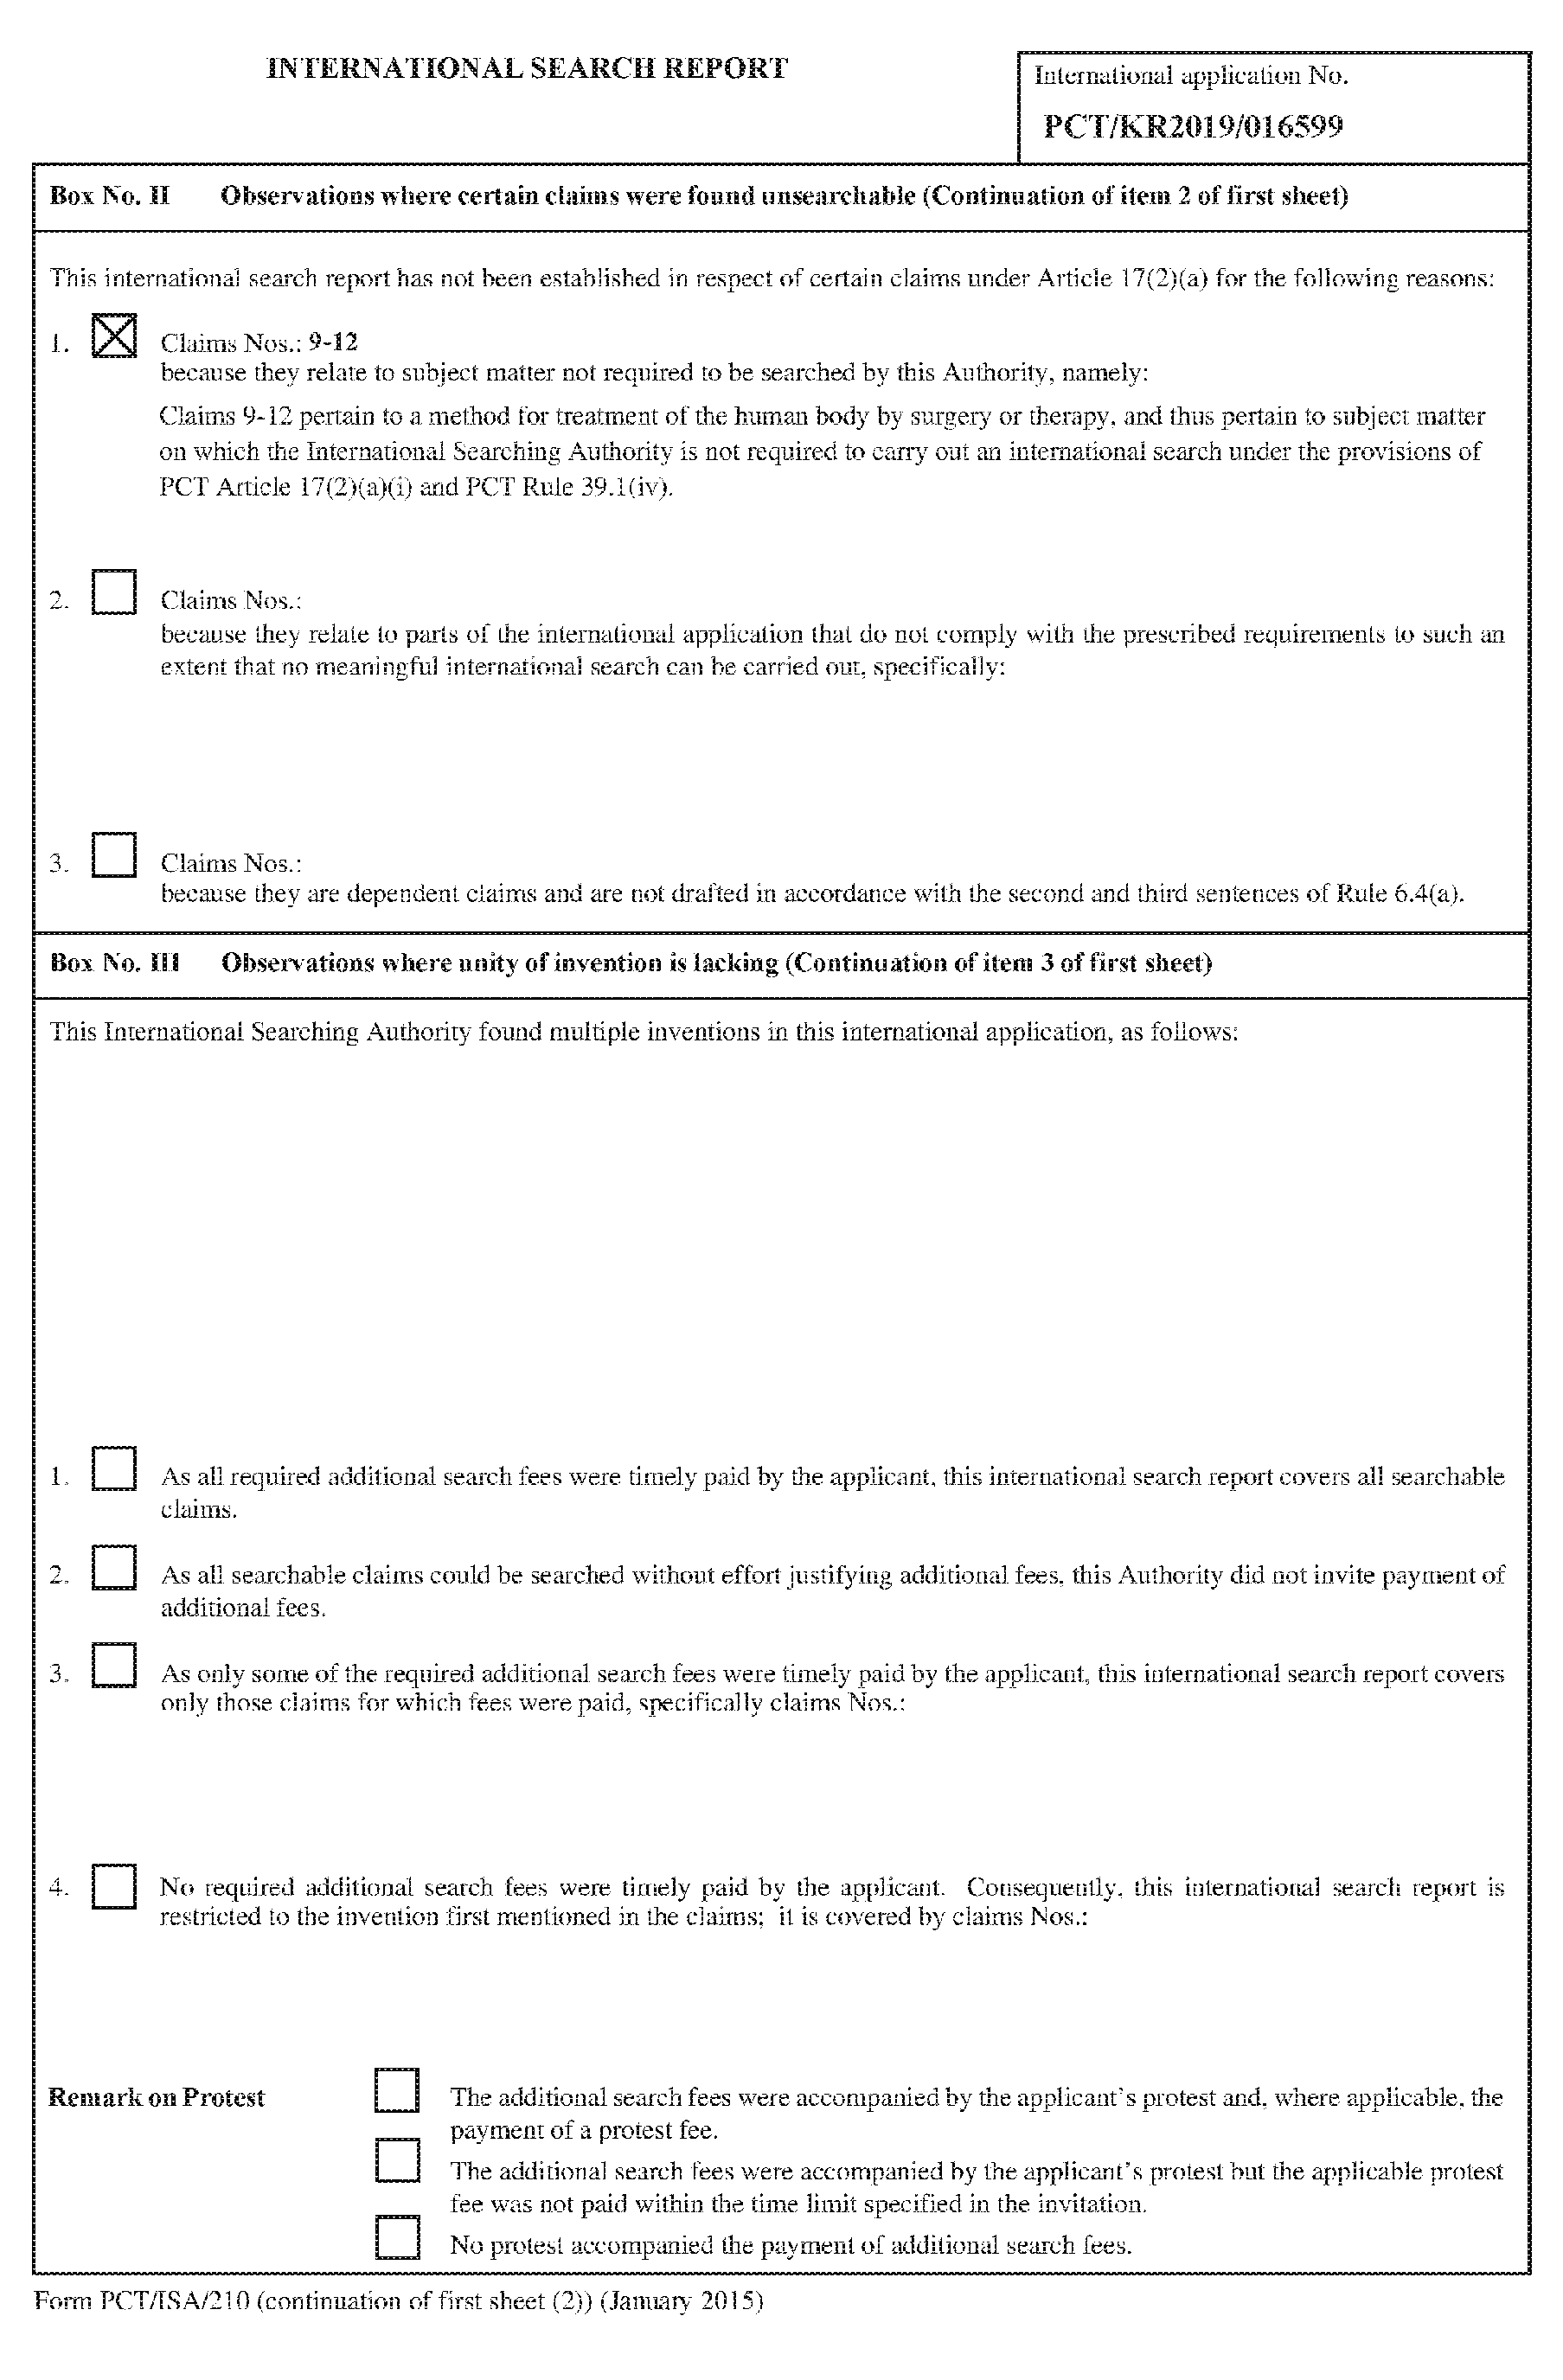 INTERNATIONAL SEARCH REPORT
International application No.
PCT/KR2019/016599
Box No. II Observations where certain claims were found unsearchable (Continuation of item 2 of first sheet)
This international search report has not been established in respect of certain claims under Article 17(2)(a) for the following reasons:
1. Claims Nos.: 9-12
because they relate to subject matter not required to be searched by this Authority, namely:
Claims 9-12 pertain to a method for treatment of the human body by surgery or therapy, and thus pertain to subject matter
on which the International Searching Authority is not required to carry out an international search under the provisions of
PCT Article 17(2)(a)(i) and PCT Rule 39.1(iv).
2. Claims Nos.:
because they relate to parts of the international application that do not comply with the prescribed requirements to such an
extent that no meaningful international search can be carried out, specifically:
3. Claims Nos.:
because they are dependent claims and are not drafted in accordance with the second and third sentences of Rule 6.4(a).
Box No. III Observations where unity of invention is lacking (Continuation of item 3 of first sheet)
This International Searching Authority found multiple inventions in this international application, as follows:
1. As all required additional search fees were timely paid by the applicant, this international search report covers all searchable
claims.
2. As all searchable claims could be searched without effort justifying additional fees, this Authority did not invite payment of
additional fees.
3. As only some of the required additional search fees were timely paid by the applicant, this international search report covers
only those claims for which fees were paid, specifically claims Nos.:
4. No required additional search fees were timely paid by the applicant. Consequently, this international search report is
restricted to the invention first mentioned in the claims; it is covered by claims Nos.:
Remark on Protest The additional search fees were accompanied by the applicant's protest and, where applicable, the
payment of a protest fee.
The additional search fees were accompanied by the applicant's protest but the applicable protest
fee was not paid within the time limit specified in the invitation.
No protest accompanied the payment of additional search fees.
Form PCT/ISA/210 (continuation of first sheet (2)) (January 2015)